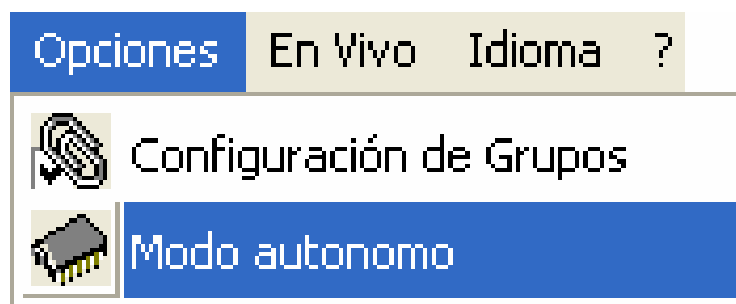 Opciones En Vivo Idioma ?
Configuración de Grupos
Modo autonomo